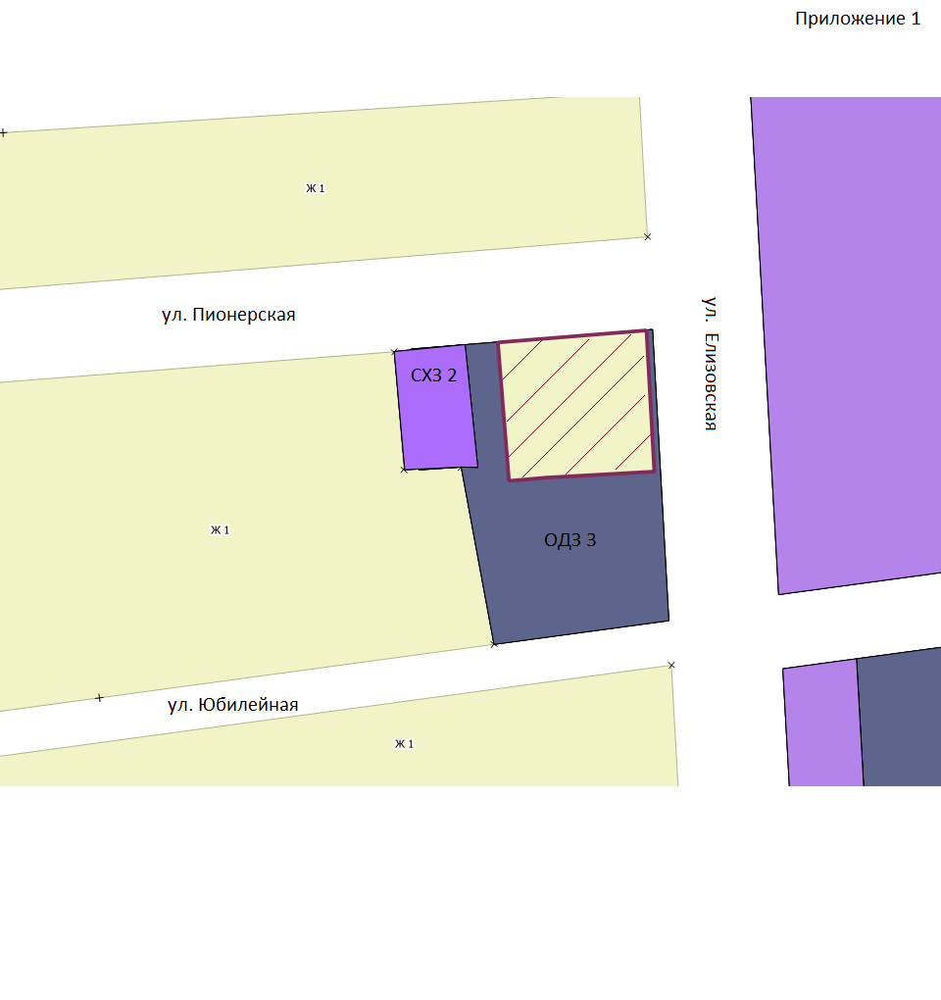 Приложение 1
Ж 1
ул. Пионерская
ул. Елизовская
СХЗ 2
Ж 1
ОДЗ 3
ул. Юбилейная
Ж 1